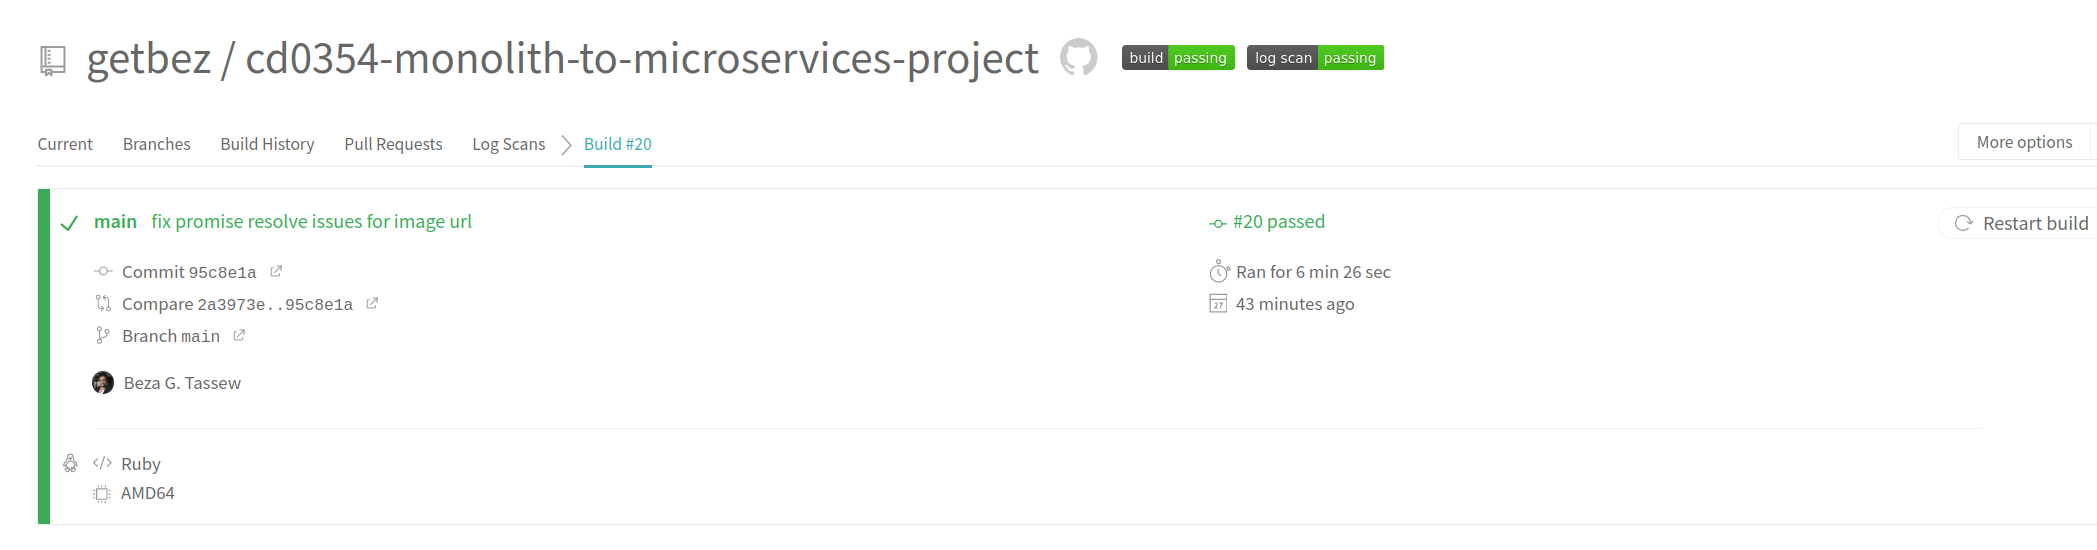 getbez / cd0354-monolith-to-microservices-project build passing log scan passing
Current Branches Build History Pull Requests Log Scans Build #20 More options
main fix promise resolve issues for image url #20 passed Restart build
Commit 95c8e1a Ran for 6 min 26 sec
Compare 2a3973e..95c8e1a 27 43 minutes ago
Branch main
Beza G. Tassew
</> Ruby
AMD64